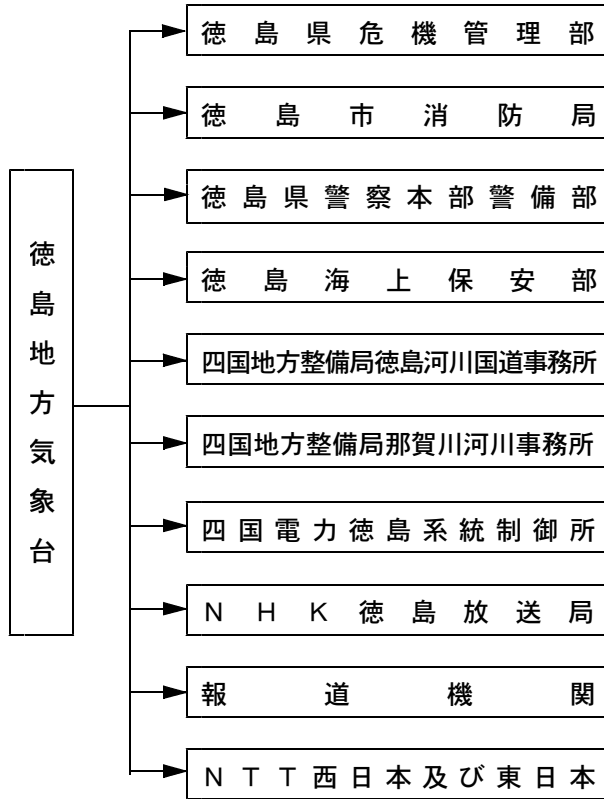 徳島地方気象台
徳島県危機管理部
徳島市消防局
徳島県警察本部警備部
徳島海上保安部
四国地方整備局徳島河川国道事務所
四国地方整備局那賀川河川事務所
四国電力徳島系統制御所
ＮＨＫ徳島放送局
報道機関
ＮＴＴ西日本及び東日本